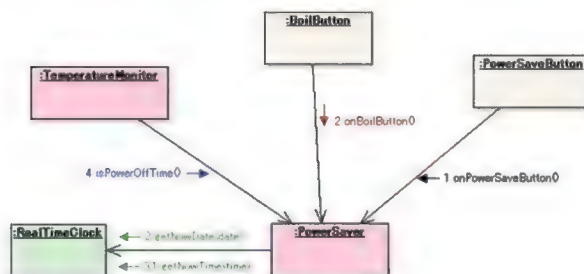 :BoilButton
:TemperatureMonitor
:PowerSaveButton
2 onBoilButton()
4 isPowerOffTime()
1 onPowerSaveButton()
:RealTimeClock
:PowerSaver